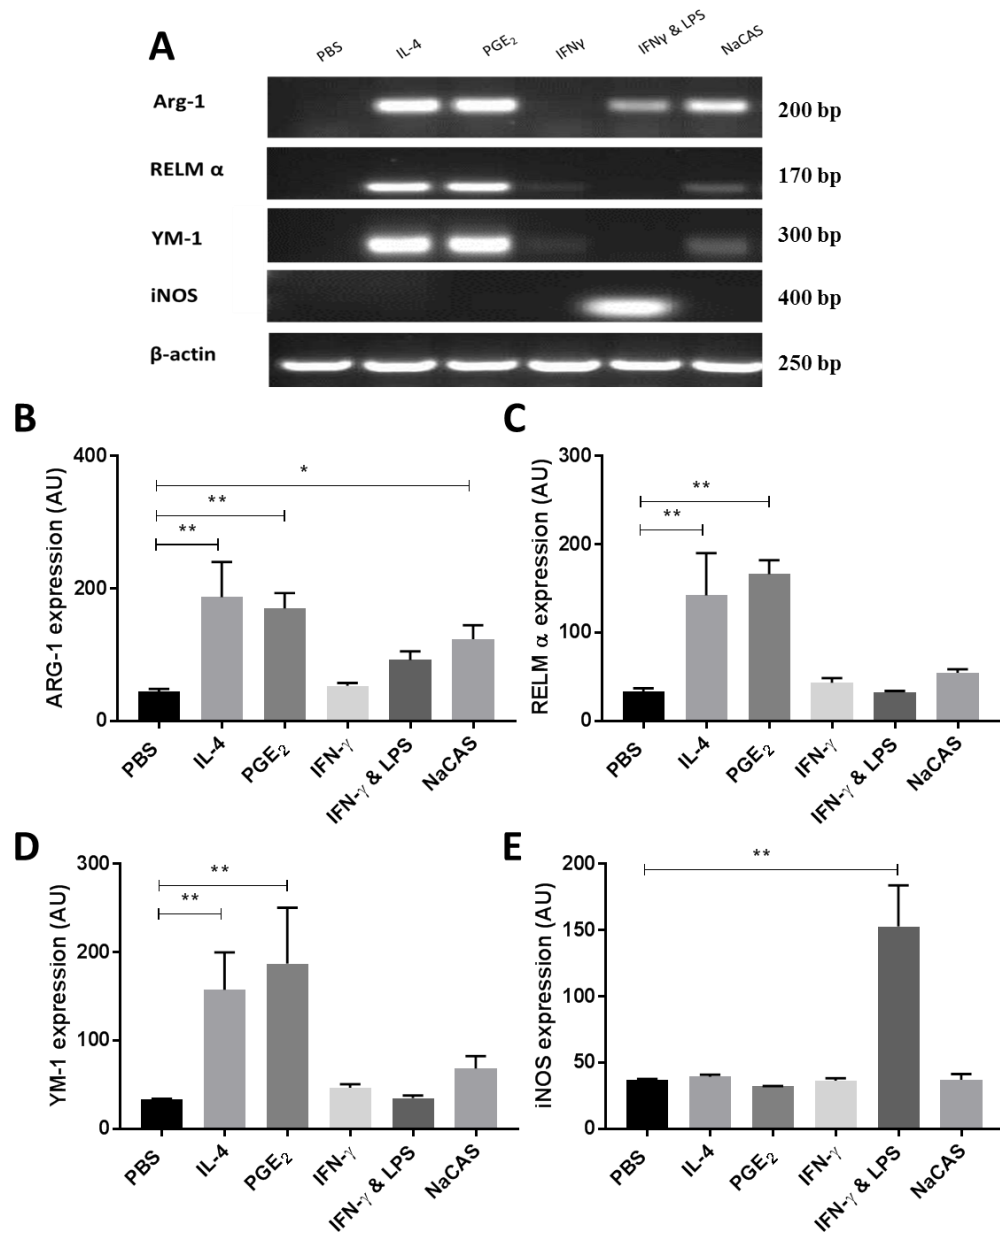 A
PBS IL-4 PGE₂ IFNγ IFNγ & LPS NaCAS
Arg-1 200 bp
RELM α 170 bp
YM-1 300 bp
iNOS 400 bp
β-actin 250 bp
B
ARG-1 expression (AU)
400
200
0
*
**
**
PBS IL-4 PGE₂ IFN-γ IFN-γ & LPS NaCAS
C
RELM α expression (AU)
300
200
100
0
**
**
PBS IL-4 PGE₂ IFN-γ IFN-γ & LPS NaCAS
D
YM-1 expression (AU)
300
200
100
0
**
**
PBS IL-4 PGE₂ IFN-γ IFN-γ & LPS NaCAS
E
iNOS expression (AU)
200
150
100
50
0
**
PBS IL-4 PGE₂ IFN-γ IFN-γ & LPS NaCAS